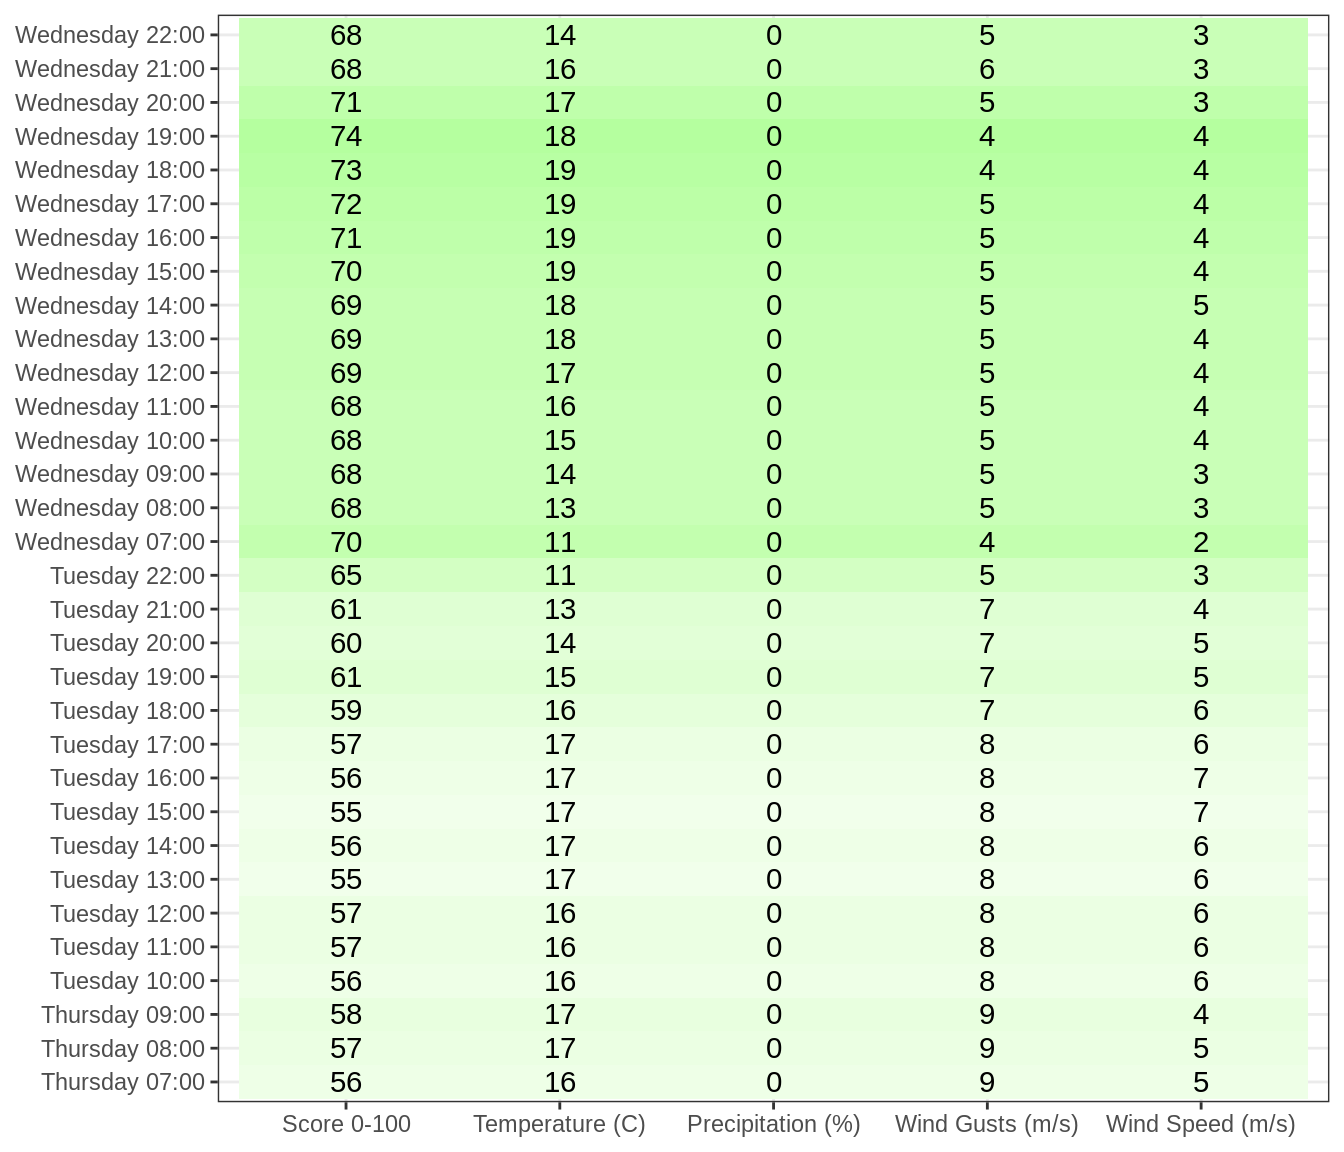 Wednesday 22:00 68 14 0 5 3
Wednesday 21:00 68 16 0 6 3
Wednesday 20:00 71 17 0 5 3
Wednesday 19:00 74 18 0 4 4
Wednesday 18:00 73 19 0 4 4
Wednesday 17:00 72 19 0 5 4
Wednesday 16:00 71 19 0 5 4
Wednesday 15:00 70 19 0 5 4
Wednesday 14:00 69 18 0 5 5
Wednesday 13:00 69 18 0 5 4
Wednesday 12:00 69 17 0 5 4
Wednesday 11:00 68 16 0 5 4
Wednesday 10:00 68 15 0 5 4
Wednesday 09:00 68 14 0 5 3
Wednesday 08:00 68 13 0 5 3
Wednesday 07:00 70 11 0 4 2
Tuesday 22:00 65 11 0 5 3
Tuesday 21:00 61 13 0 7 4
Tuesday 20:00 60 14 0 7 5
Tuesday 19:00 61 15 0 7 5
Tuesday 18:00 59 16 0 7 6
Tuesday 17:00 57 17 0 8 6
Tuesday 16:00 56 17 0 8 7
Tuesday 15:00 55 17 0 8 7
Tuesday 14:00 56 17 0 8 6
Tuesday 13:00 55 17 0 8 6
Tuesday 12:00 57 16 0 8 6
Tuesday 11:00 57 16 0 8 6
Tuesday 10:00 56 16 0 8 6
Thursday 09:00 58 17 0 9 4
Thursday 08:00 57 17 0 9 5
Thursday 07:00 56 16 0 9 5
Score 0-100 Temperature (C) Precipitation (%) Wind Gusts (m/s) Wind Speed (m/s)